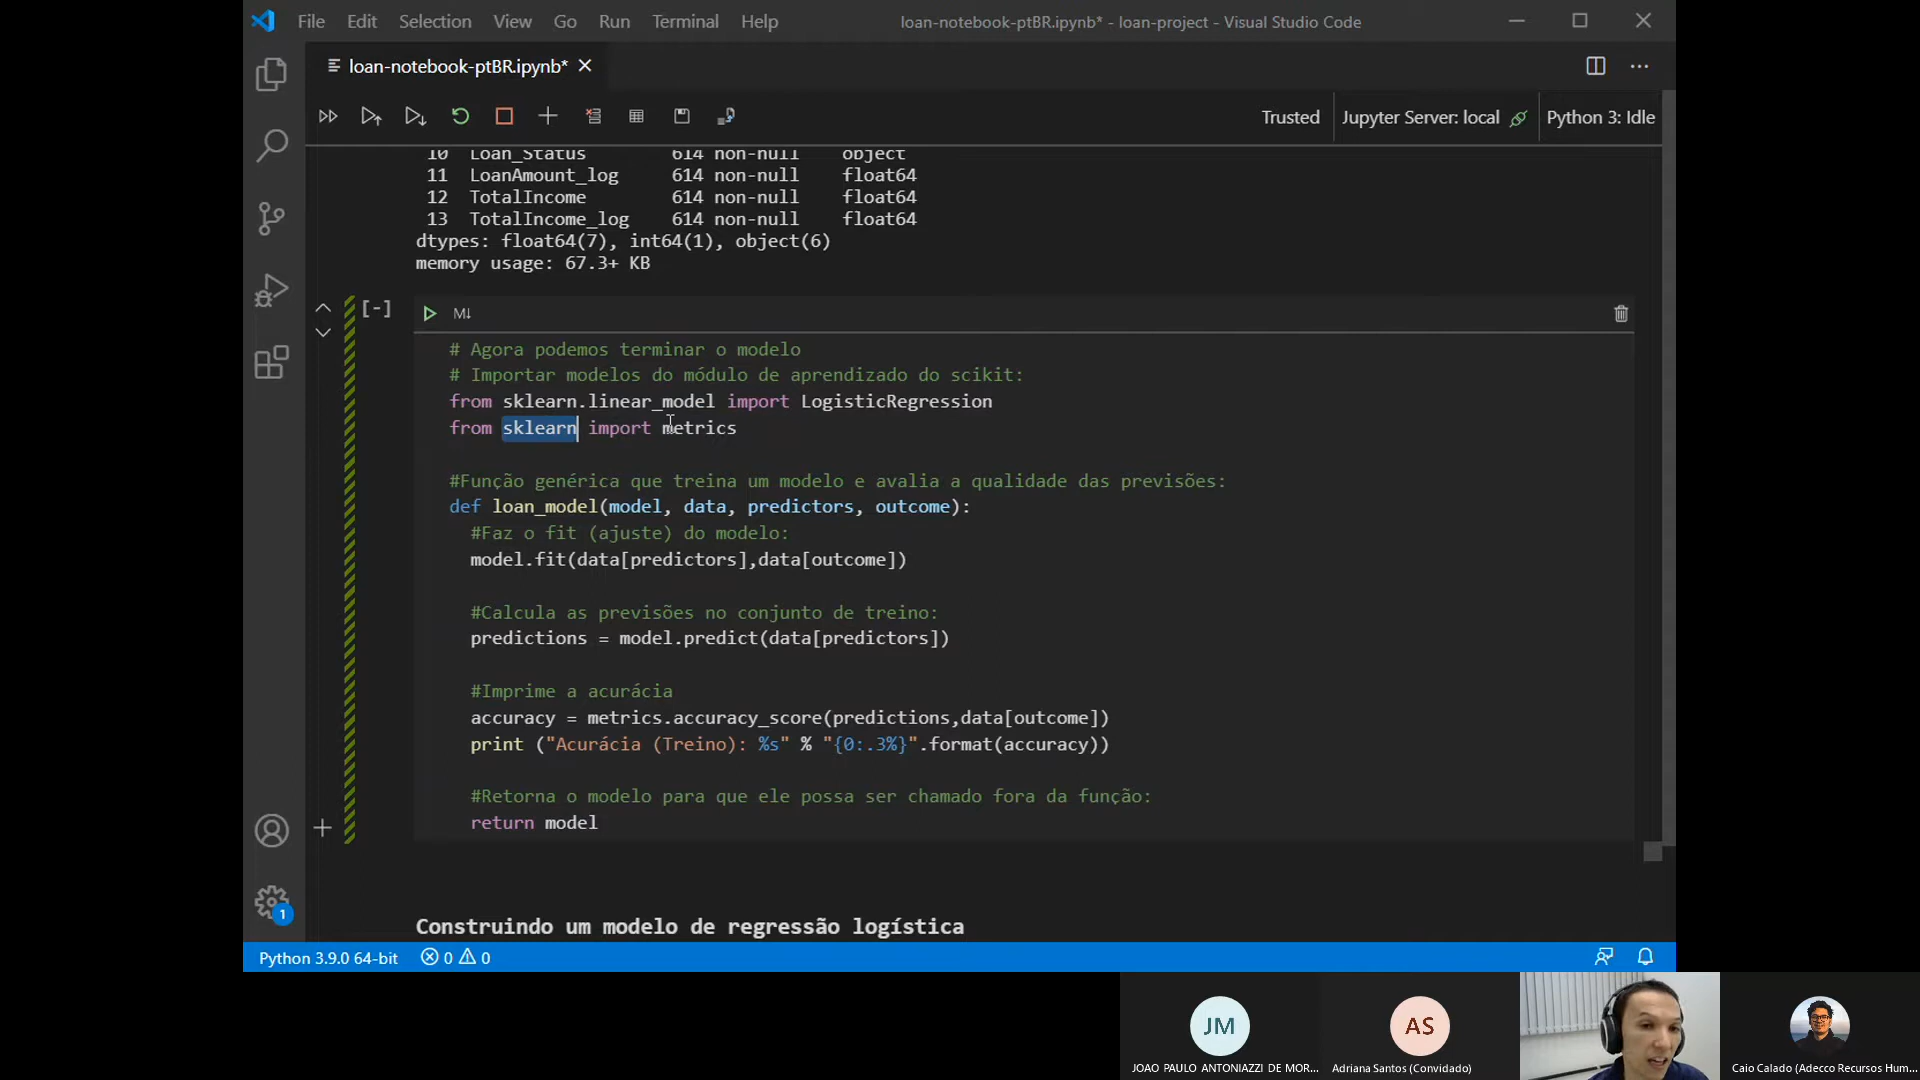 File Edit Selection View Go Run Terminal Help loan-notebook-ptBR.ipynb* - loan-project - Visual Studio Code
loan-notebook-ptBR.ipynb*
Trusted Jupyter Server: local Python 3: Idle
10 Loan_Status 614 non-null object
11 LoanAmount_log 614 non-null float64
12 TotalIncome 614 non-null float64
13 TotalIncome_log 614 non-null float64
dtypes: float64(7), int64(1), object(6)
memory usage: 67.3+ KB
[-] M↓
# Agora podemos terminar o modelo
# Importar modelos do módulo de aprendizado do scikit:
from sklearn.linear_model import LogisticRegression
from sklearn import metrics
#Função genérica que treina um modelo e avalia a qualidade das previsões:
def loan_model(model, data, predictors, outcome):
#Faz o fit (ajuste) do modelo:
model.fit(data[predictors],data[outcome])
#Calcula as previsões no conjunto de treino:
predictions = model.predict(data[predictors])
#Imprime a acurácia
accuracy = metrics.accuracy_score(predictions,data[outcome])
print ("Acurácia (Treino): %s" % "{0:.3%}".format(accuracy))
#Retorna o modelo para que ele possa ser chamado fora da função:
return model
Construindo um modelo de regressão logística
1
Python 3.9.0 64-bit 0 0
JM
AS
JOAO PAULO ANTONIAZZI DE MOR...
Adriana Santos (Convidado)
Caio Calado (Adecco Recursos Hum...